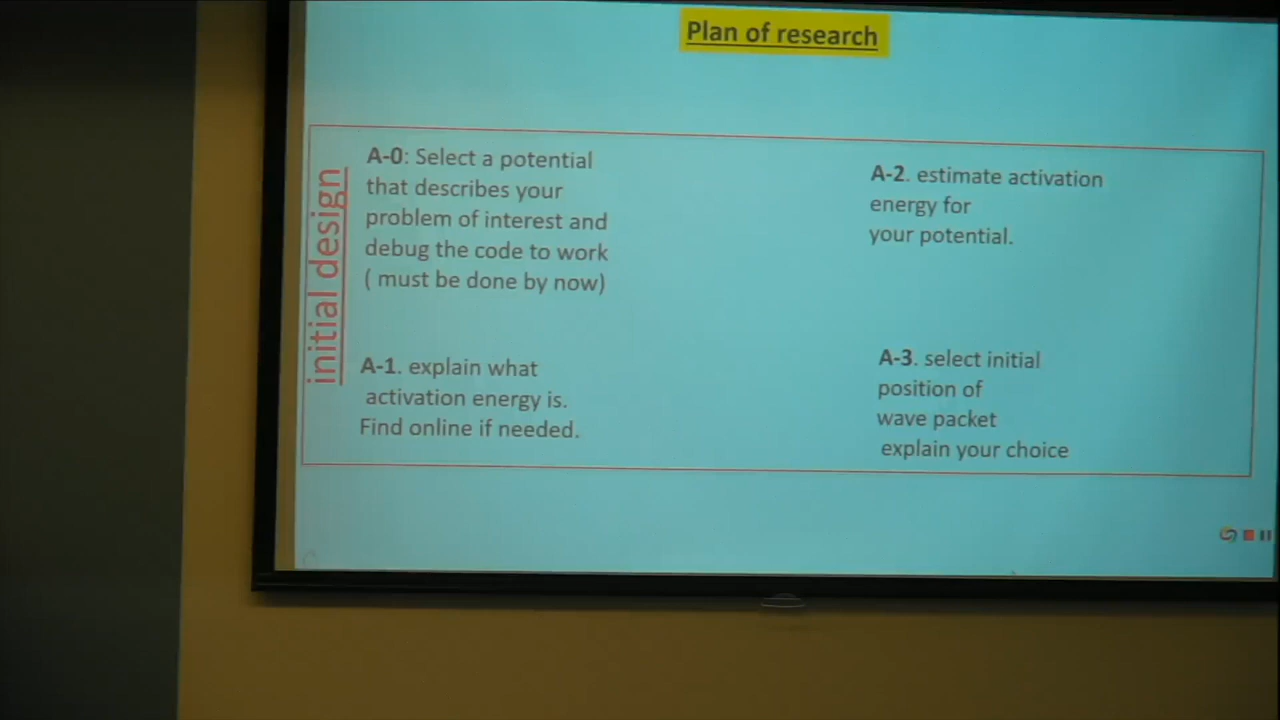 Plan of research
initial design
A-0: Select a potential
that describes your
problem of interest and
debug the code to work
( must be done by now)
A-1. explain what
activation energy is.
Find online if needed.
A-2. estimate activation
energy for
your potential.
A-3. select initial
position of
wave packet
explain your choice